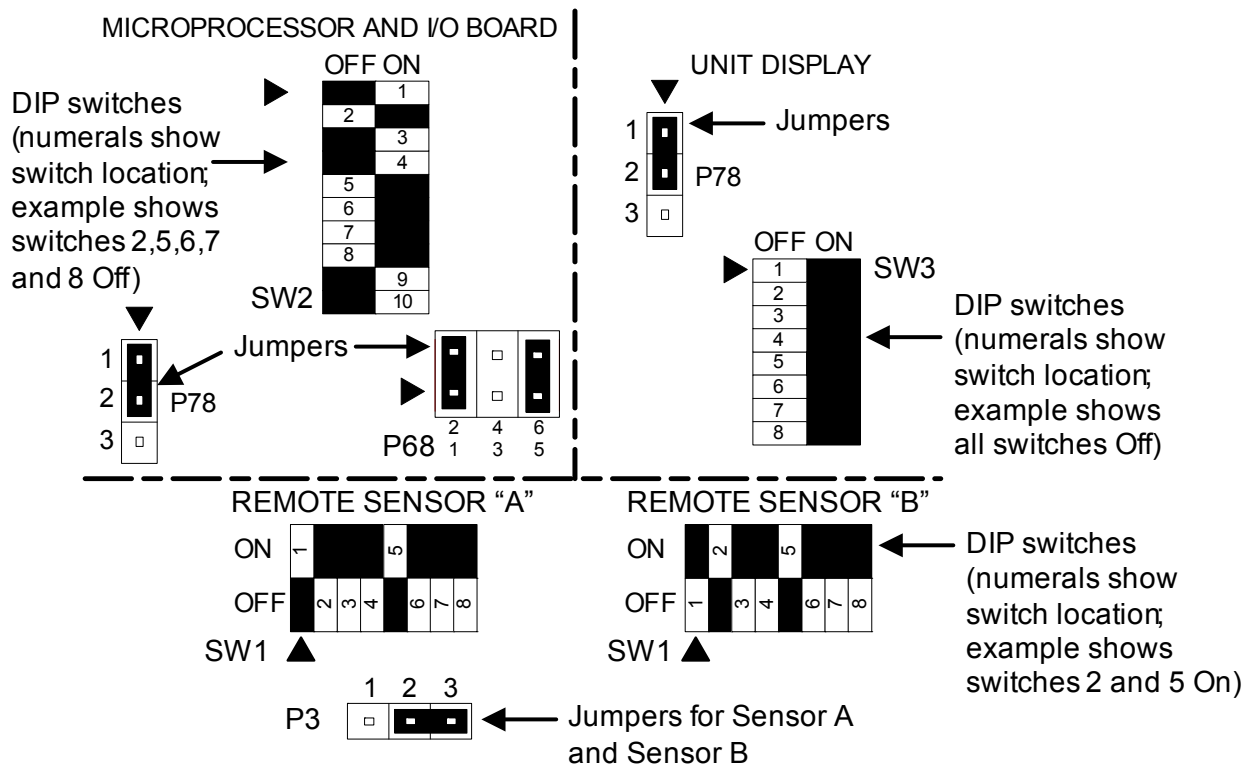 MICROPROCESSOR AND I/O BOARD
OFF ON
DIP switches
(numerals show
switch location;
example shows
switches 2,5,6,7
and 8 Off)
1
2
3
4
5
6
7
8
9
10
SW2
Jumpers
1
2
3
P78
2 4 6
1 3 5
P68
UNIT DISPLAY
Jumpers
1
2
3
P78
OFF ON
SW3
1
2
3
4
5
6
7
8
DIP switches
(numerals show
switch location;
example shows
all switches Off)
REMOTE SENSOR “A”
ON
1 5
OFF
2 3 4 6 7 8
SW1
REMOTE SENSOR “B”
ON
2 5
OFF
1 3 4 6 7 8
SW1
DIP switches
(numerals show
switch location;
example shows
switches 2 and 5 On)
1 2 3
P3
Jumpers for Sensor A
and Sensor B